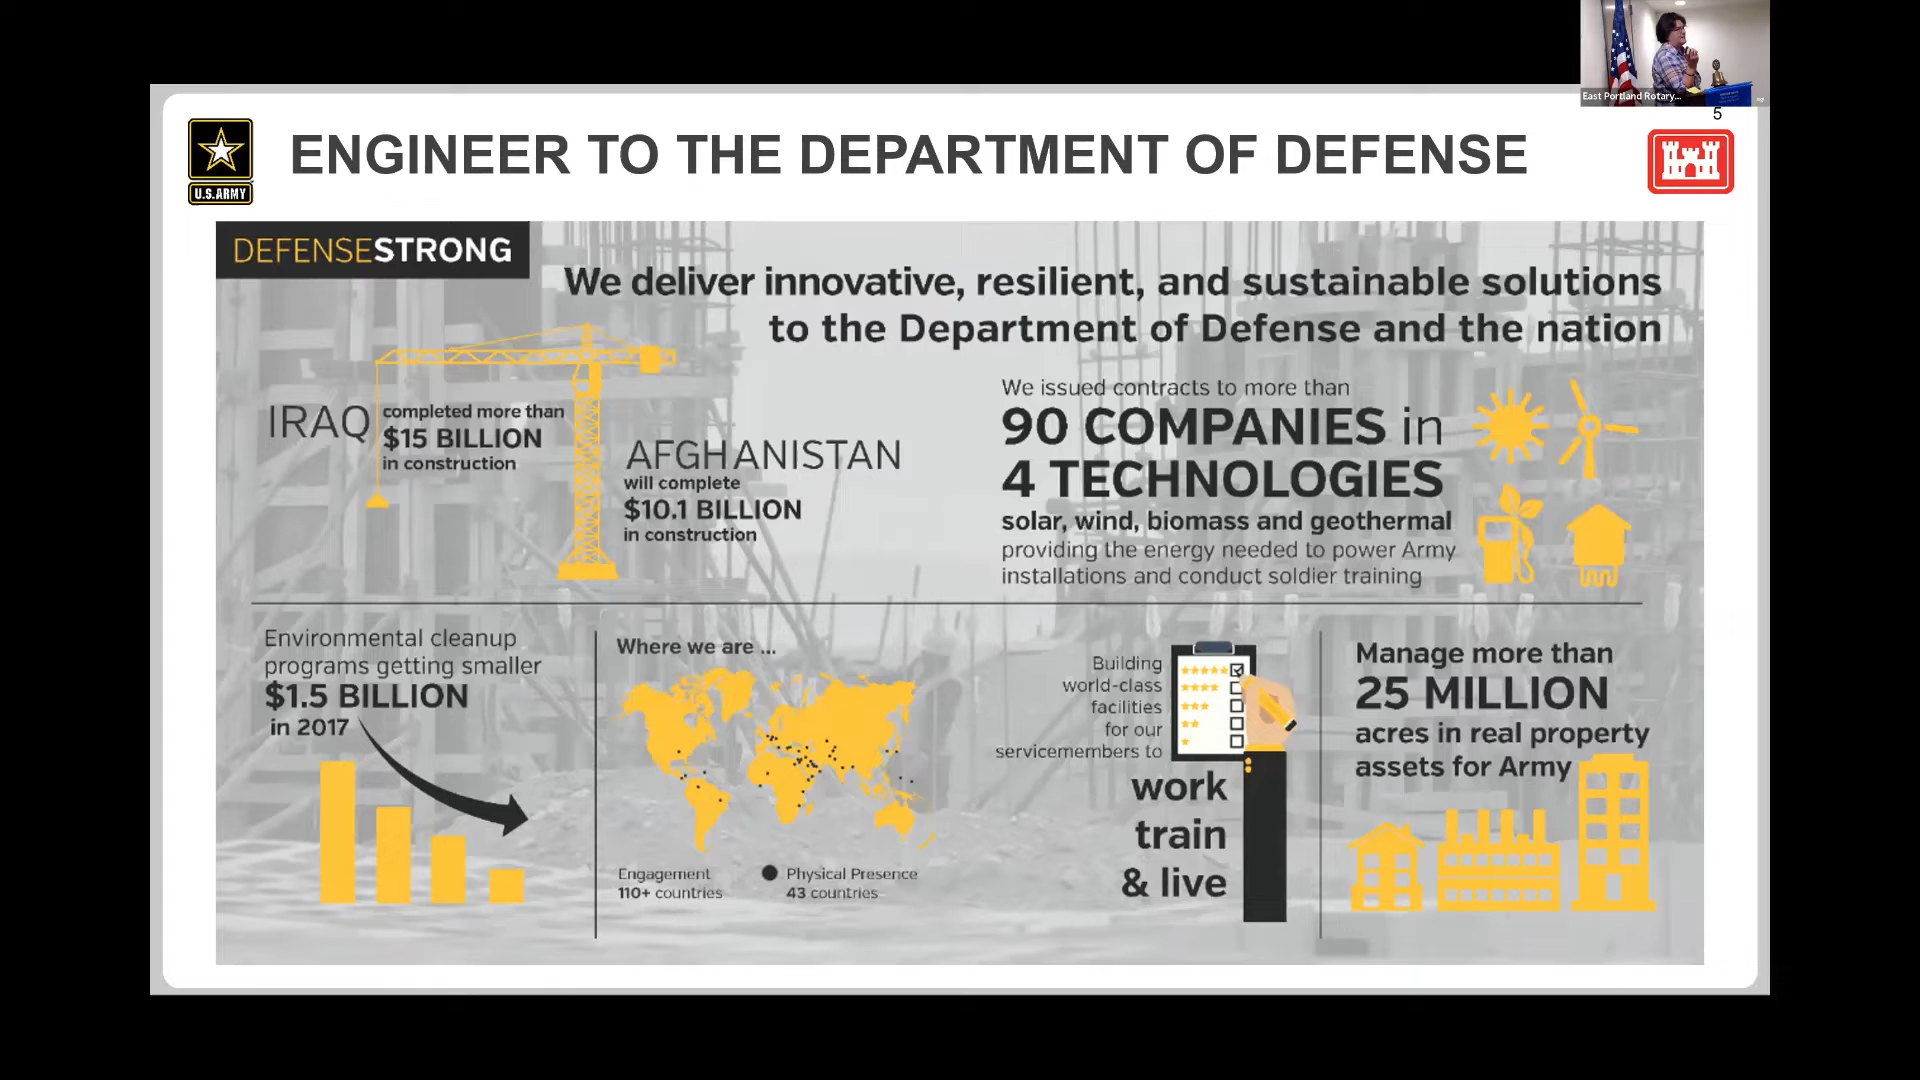 East Portland Rotary...
5
U.S.ARMY
ENGINEER TO THE DEPARTMENT OF DEFENSE
DEFENSESTRONG
We deliver innovative, resilient, and sustainable solutions
to the Department of Defense and the nation
IRAQ
completed more than
$15 BILLION
in construction
AFGHANISTAN
will complete
$10.1 BILLION
in construction
We issued contracts to more than
90 COMPANIES in
4 TECHNOLOGIES
solar, wind, biomass and geothermal
providing the energy needed to power Army
installations and conduct soldier training
Environmental cleanup
programs getting smaller
$1.5 BILLION
in 2017
Where we are ...
Engagement
110+ countries
Physical Presence
43 countries
Building
world-class
facilities
for our
servicemembers to
work
train
& live
Manage more than
25 MILLION
acres in real property
assets for Army